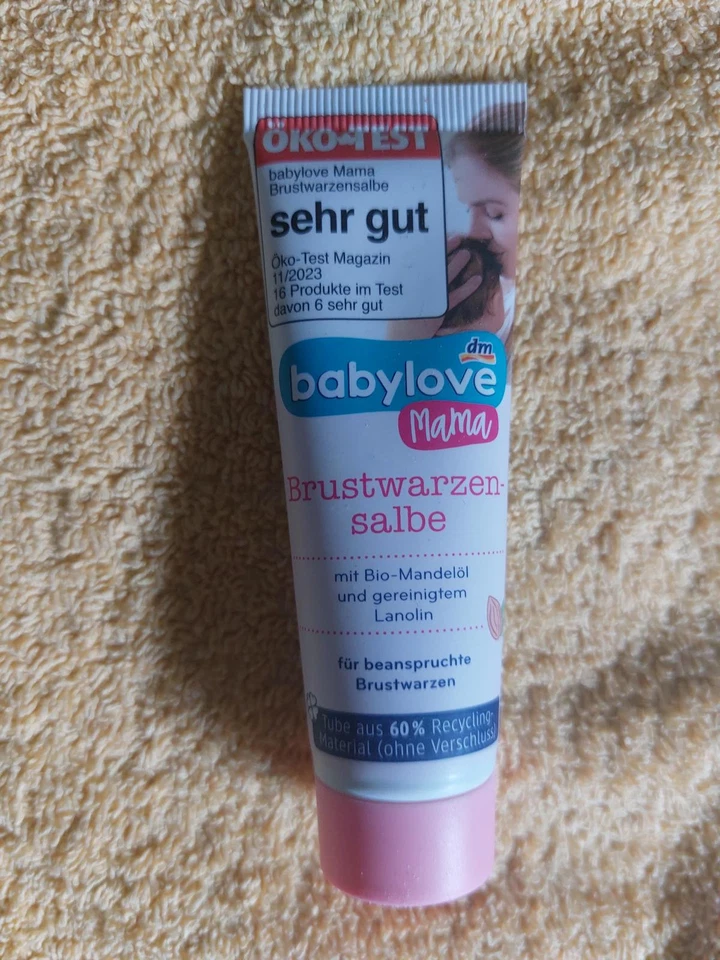 ÖKO-TEST
babylove Mama
Brustwarzensalbe
sehr gut
Öko-Test Magazin
11/2023
16 Produkte im Test
davon 6 sehr gut
dm
babylove
Mama
Brustwarzen-
salbe
mit Bio-Mandelöl
und gereinigtem
Lanolin
für beanspruchte
Brustwarzen
Tube aus 60% Recycling-
Material (ohne Verschluss)